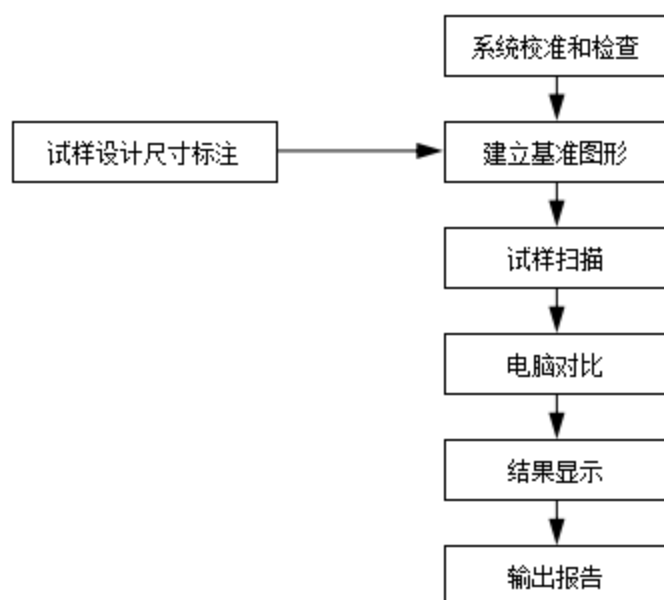 系统校准和检查
试样设计尺寸标注
建立基准图形
试样扫描
电脑对比
结果显示
输出报告